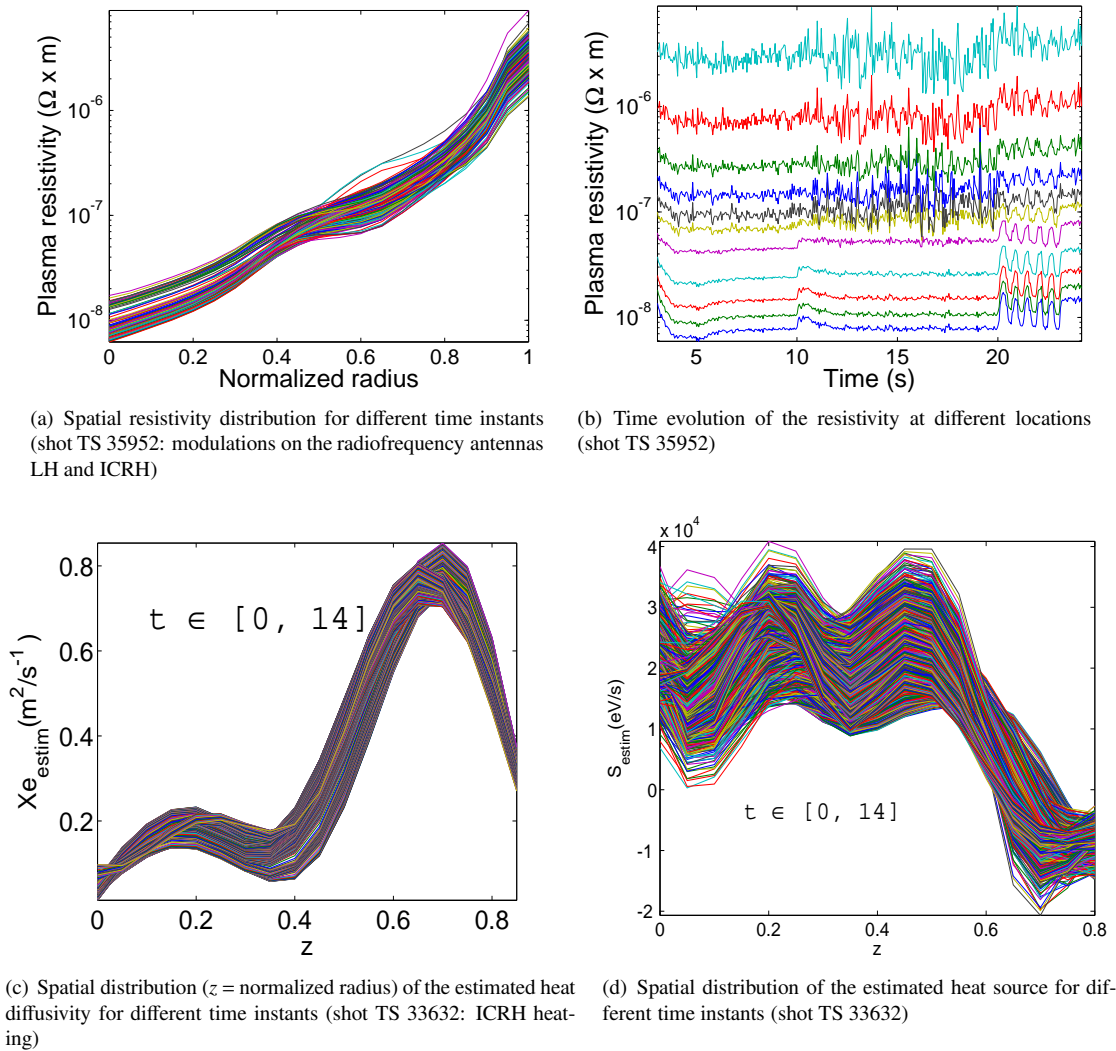 Plasma resistivity (Ω x m)
10^-6
10^-7
10^-8
0 0.2 0.4 0.6 0.8 1
Normalized radius
(a) Spatial resistivity distribution for different time instants
(shot TS 35952: modulations on the radiofrequency antennas
LH and ICRH)
Plasma resistivity (Ω x m)
10^-6
10^-7
10^-8
5 10 15 20
Time (s)
(b) Time evolution of the resistivity at different locations
(shot TS 35952)
Xe_estim (m^2/s^-1)
0.8
0.6
0.4
0.2
t ∈ [0, 14]
0 0.2 0.4 0.6 0.8
z
(c) Spatial distribution (z = normalized radius) of the estimated heat
diffusivity for different time instants (shot TS 33632: ICRH heat-
ing)
x 10^4
S_estim (eV/s)
4
3
2
1
0
-1
-2
t ∈ [0, 14]
0 0.2 0.4 0.6 0.8
z
(d) Spatial distribution of the estimated heat source for dif-
ferent time instants (shot TS 33632)